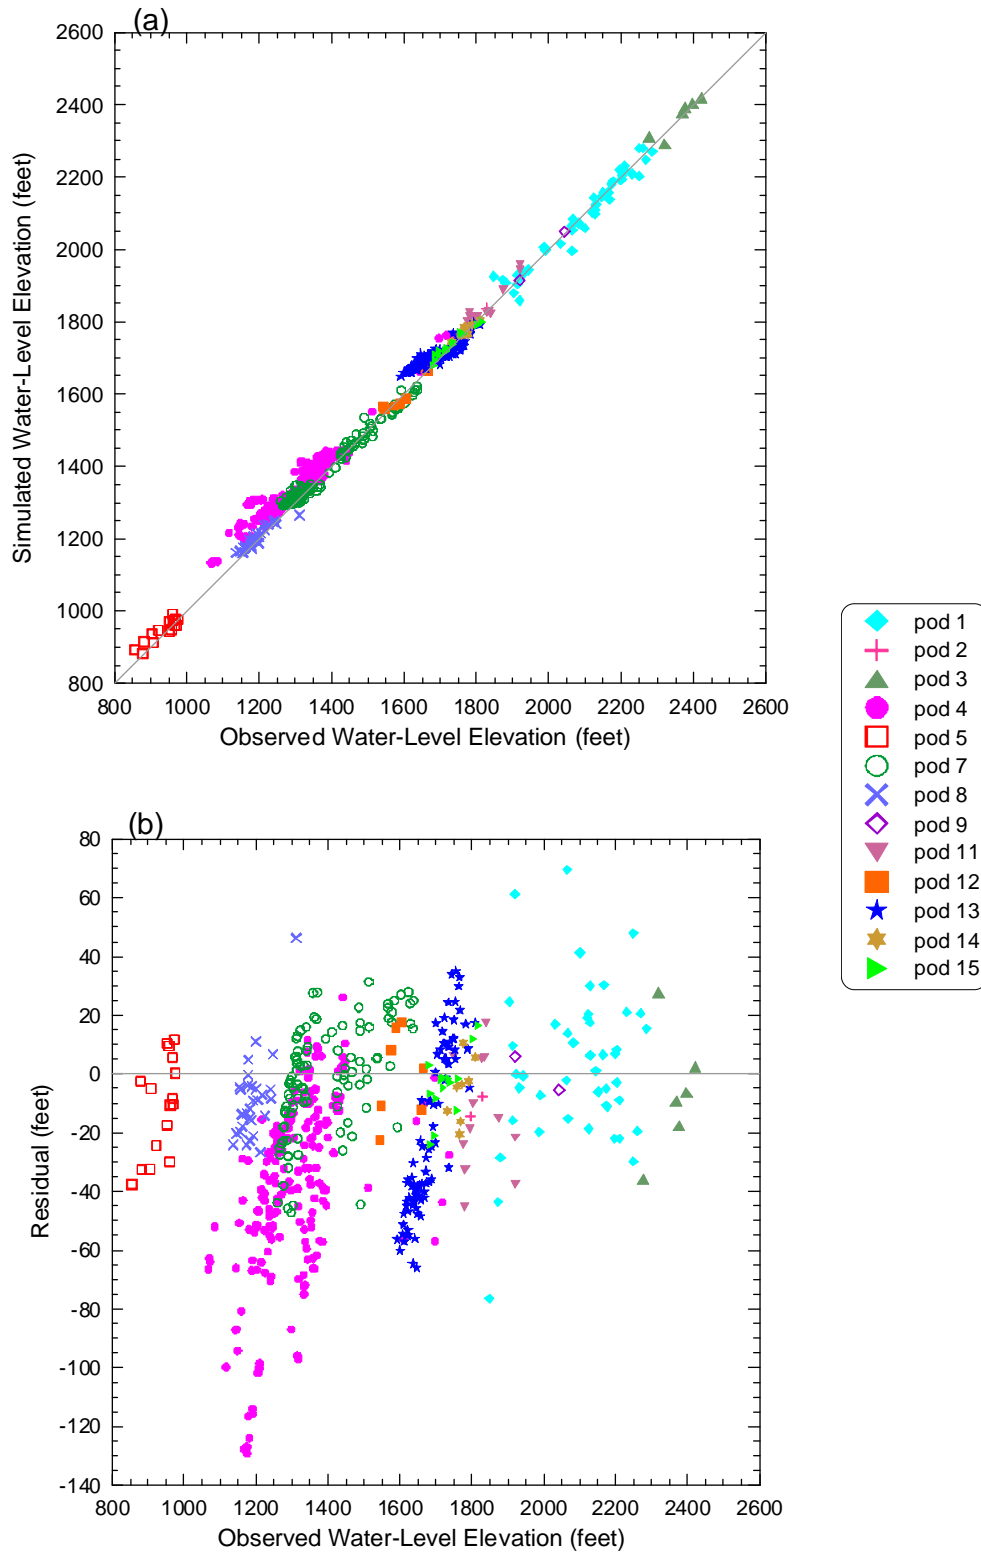 (a)
2600
2400
2200
2000
1800
1600
1400
1200
1000
800
Simulated Water-Level Elevation (feet)
800 1000 1200 1400 1600 1800 2000 2200 2400 2600
Observed Water-Level Elevation (feet)
pod 1
pod 2
pod 3
pod 4
pod 5
pod 7
pod 8
pod 9
pod 11
pod 12
pod 13
pod 14
pod 15
(b)
80
60
40
20
0
-20
-40
-60
-80
-100
-120
-140
Residual (feet)
800 1000 1200 1400 1600 1800 2000 2200 2400 2600
Observed Water-Level Elevation (feet)